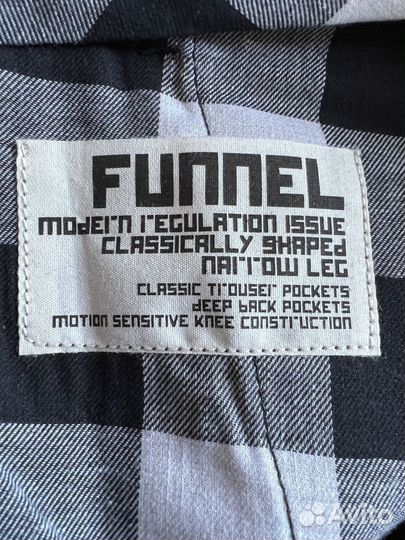 FUNNEL
MODERN REGULATION ISSUE
CLASSICALLY SHAPED
NARROW LEG
CLASSIC TROUSER POCKETS
DEEP BACK POCKETS
MOTION SENSITIVE KNEE CONSTRUCTION
Avito